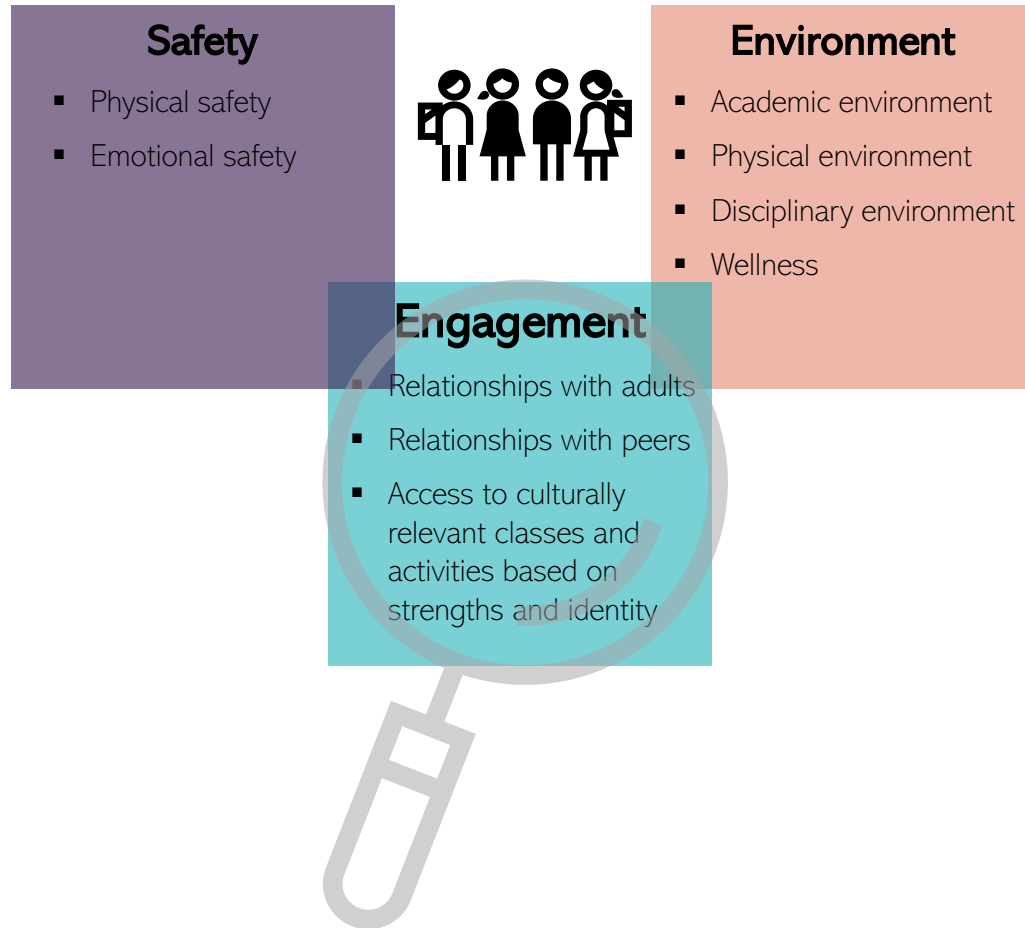 Safety
▪ Physical safety
▪ Emotional safety
Environment
▪ Academic environment
▪ Physical environment
▪ Disciplinary environment
▪ Wellness
Engagement
▪ Relationships with adults
▪ Relationships with peers
▪ Access to culturally
relevant classes and
activities based on
strengths and identity